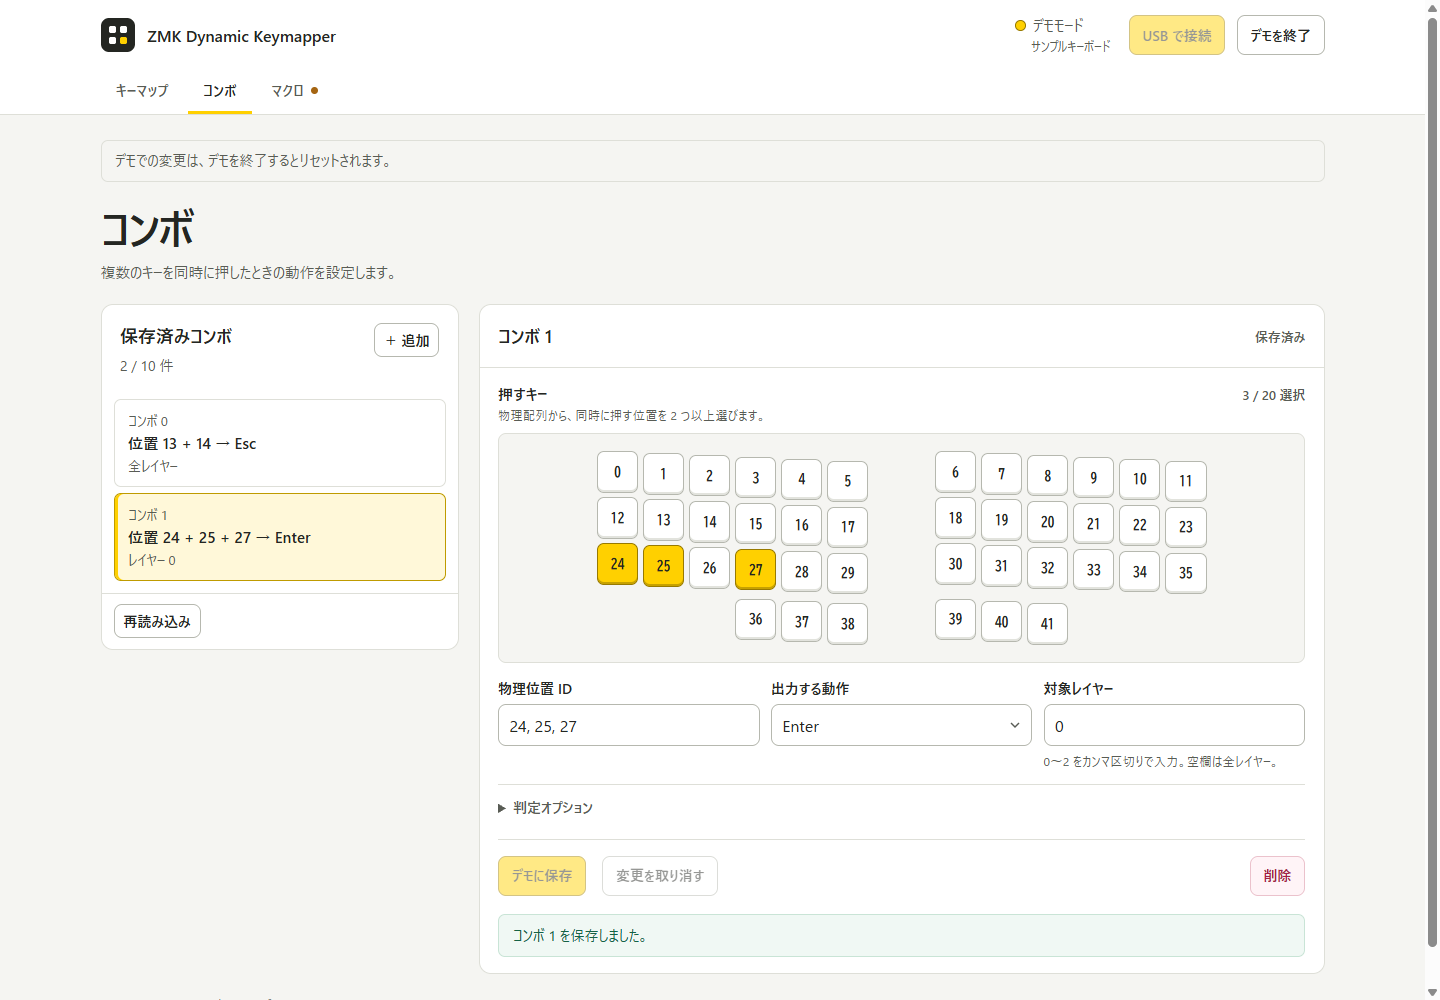 ZMK Dynamic Keymapper
デモモード
サンプルキーボード
USB で接続
デモを終了
キーマップ
コンボ
マクロ
デモでの変更は、デモを終了するとリセットされます。
コンボ
複数のキーを同時に押したときの動作を設定します。
保存済みコンボ
2 / 10 件
＋ 追加
コンボ 0
位置 13 + 14 → Esc
全レイヤー
コンボ 1
位置 24 + 25 + 27 → Enter
レイヤー 0
再読み込み
コンボ 1
保存済み
押すキー
3 / 20 選択
物理配列から、同時に押す位置を 2 つ以上選びます。
0 1 2 3 4 5 6 7 8 9 10 11
12 13 14 15 16 17 18 19 20 21 22 23
24 25 26 27 28 29 30 31 32 33 34 35
36 37 38 39 40 41
物理位置 ID
24, 25, 27
出力する動作
Enter
対象レイヤー
0
0〜2 をカンマ区切りで入力。空欄は全レイヤー。
▶ 判定オプション
デモに保存
変更を取り消す
削除
コンボ 1 を保存しました。